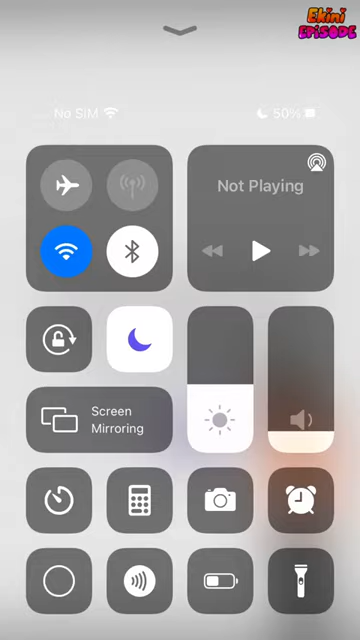 Ekini
EPISODE
No SIM
50%
Not Playing
Screen
Mirroring